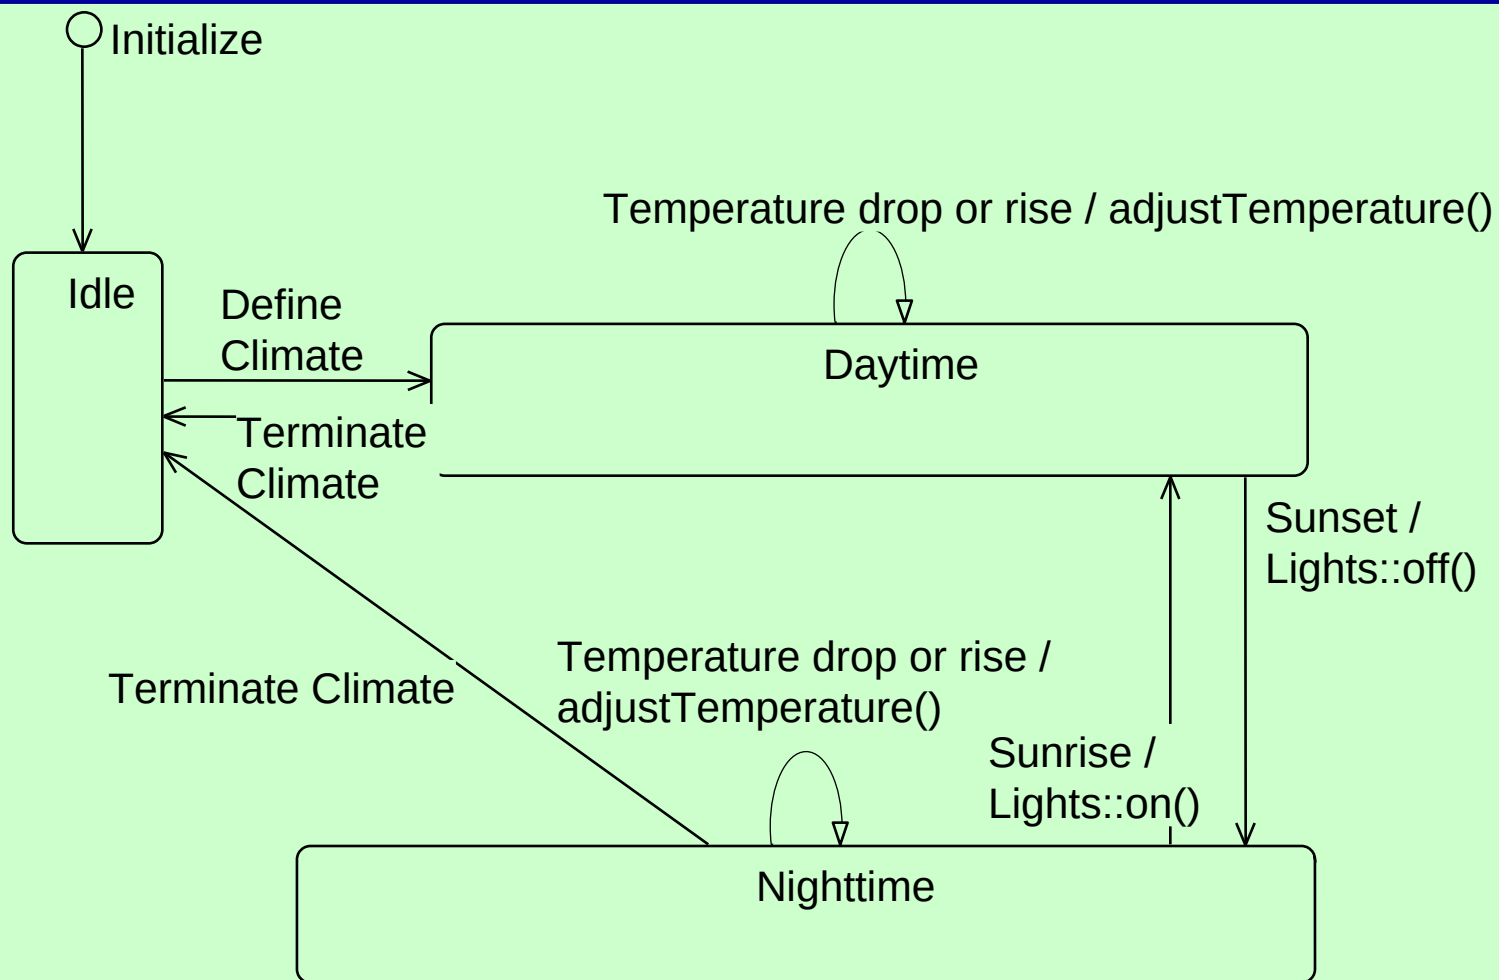 Initialize
Temperature drop or rise / adjustTemperature()
Idle
Define
Climate
Daytime
Terminate
Climate
Sunset /
Lights::off()
Temperature drop or rise /
adjustTemperature()
Terminate Climate
Sunrise /
Lights::on()
Nighttime